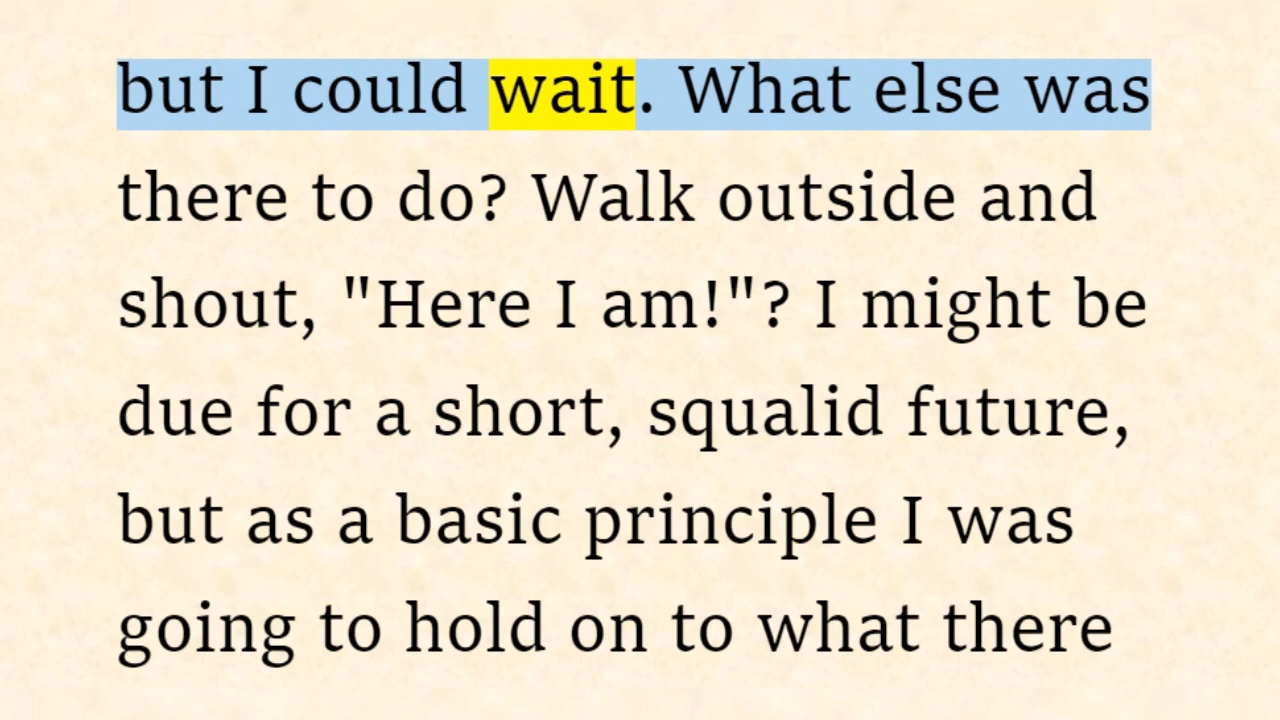 but I could wait. What else was
there to do? Walk outside and
shout, "Here I am!"? I might be
due for a short, squalid future,
but as a basic principle I was
going to hold on to what there